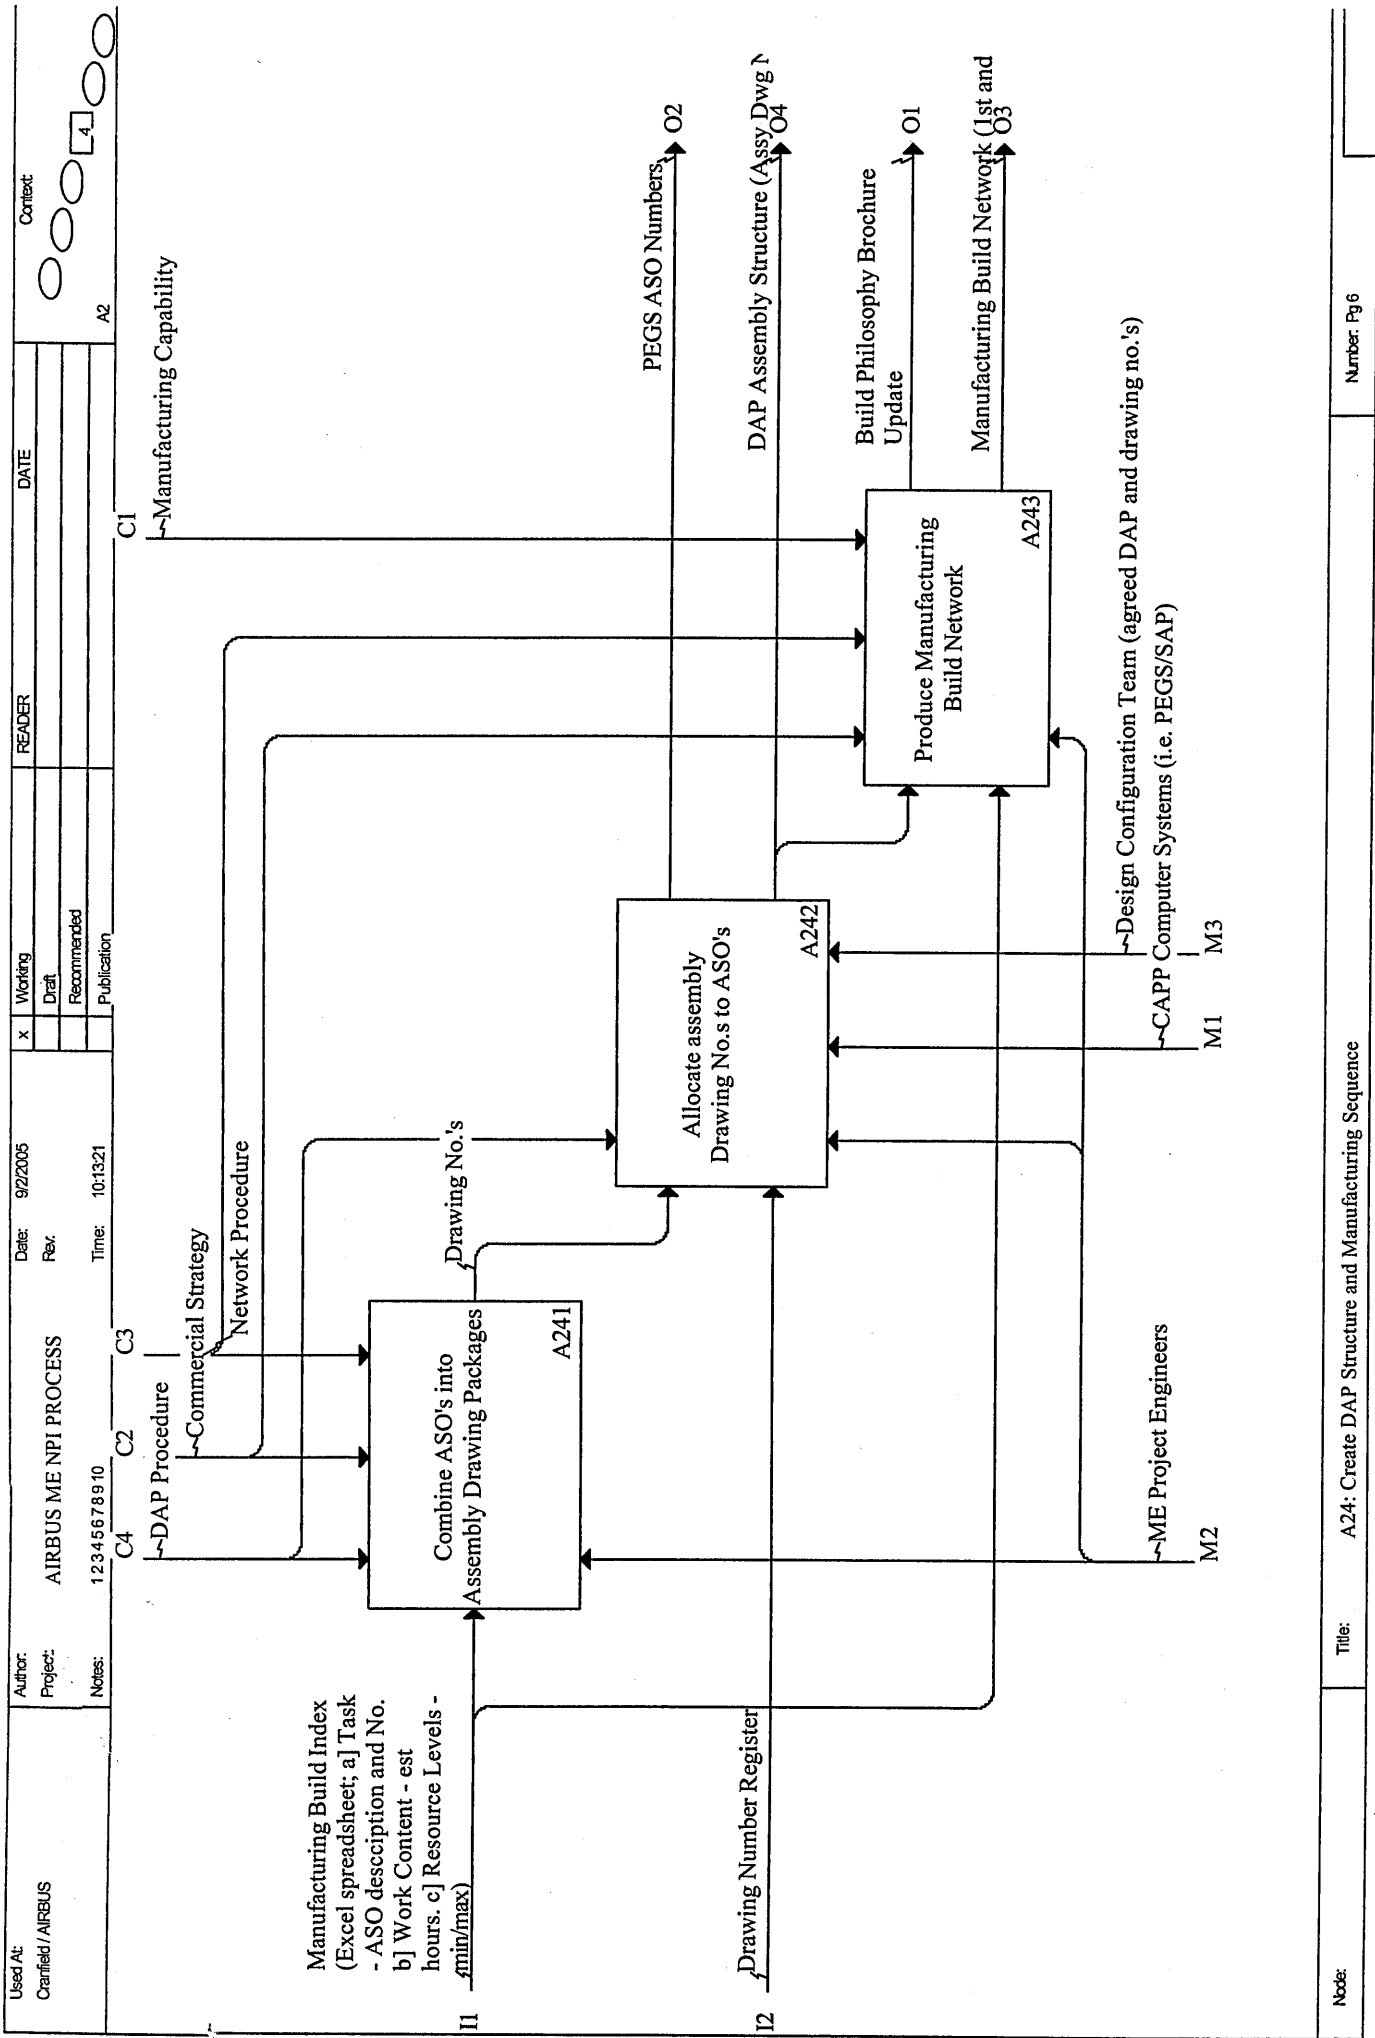 Used At:
Cranfield / AIRBUS
Author:
Project:
AIRBUS ME NPI PROCESS
Notes:
1 2 3 4 5 6 7 8 9 10
Date:
9/2/2005
Rev:
Time:
10:13:21
x
Working
Draft
Recommended
Publication
READER
DATE
Context:
4
A2
C4
DAP Procedure
C2
Commercial Strategy
C3
Network Procedure
C1
Manufacturing Capability
Manufacturing Build Index
(Excel spreadsheet; a] Task
- ASO descciption and No.
b] Work Content - est
hours. c] Resource Levels -
min/max)
I1
Combine ASO's into
Assembly Drawing Packages
A241
Drawing No.'s
Drawing Number Register
I2
Allocate assembly
Drawing No.s to ASO's
A242
PEGS ASO Numbers
O2
DAP Assembly Structure (Assy Dwg N
O4
Produce Manufacturing
Build Network
A243
Build Philosophy Brochure
Update
O1
Manufacturing Build Network (1st and
O3
Design Configuration Team (agreed DAP and drawing no.'s)
CAPP Computer Systems (i.e. PEGS/SAP)
ME Project Engineers
M2
M1
M3
Node:
Title:
A24: Create DAP Structure and Manufacturing Sequence
Number: Pg 6